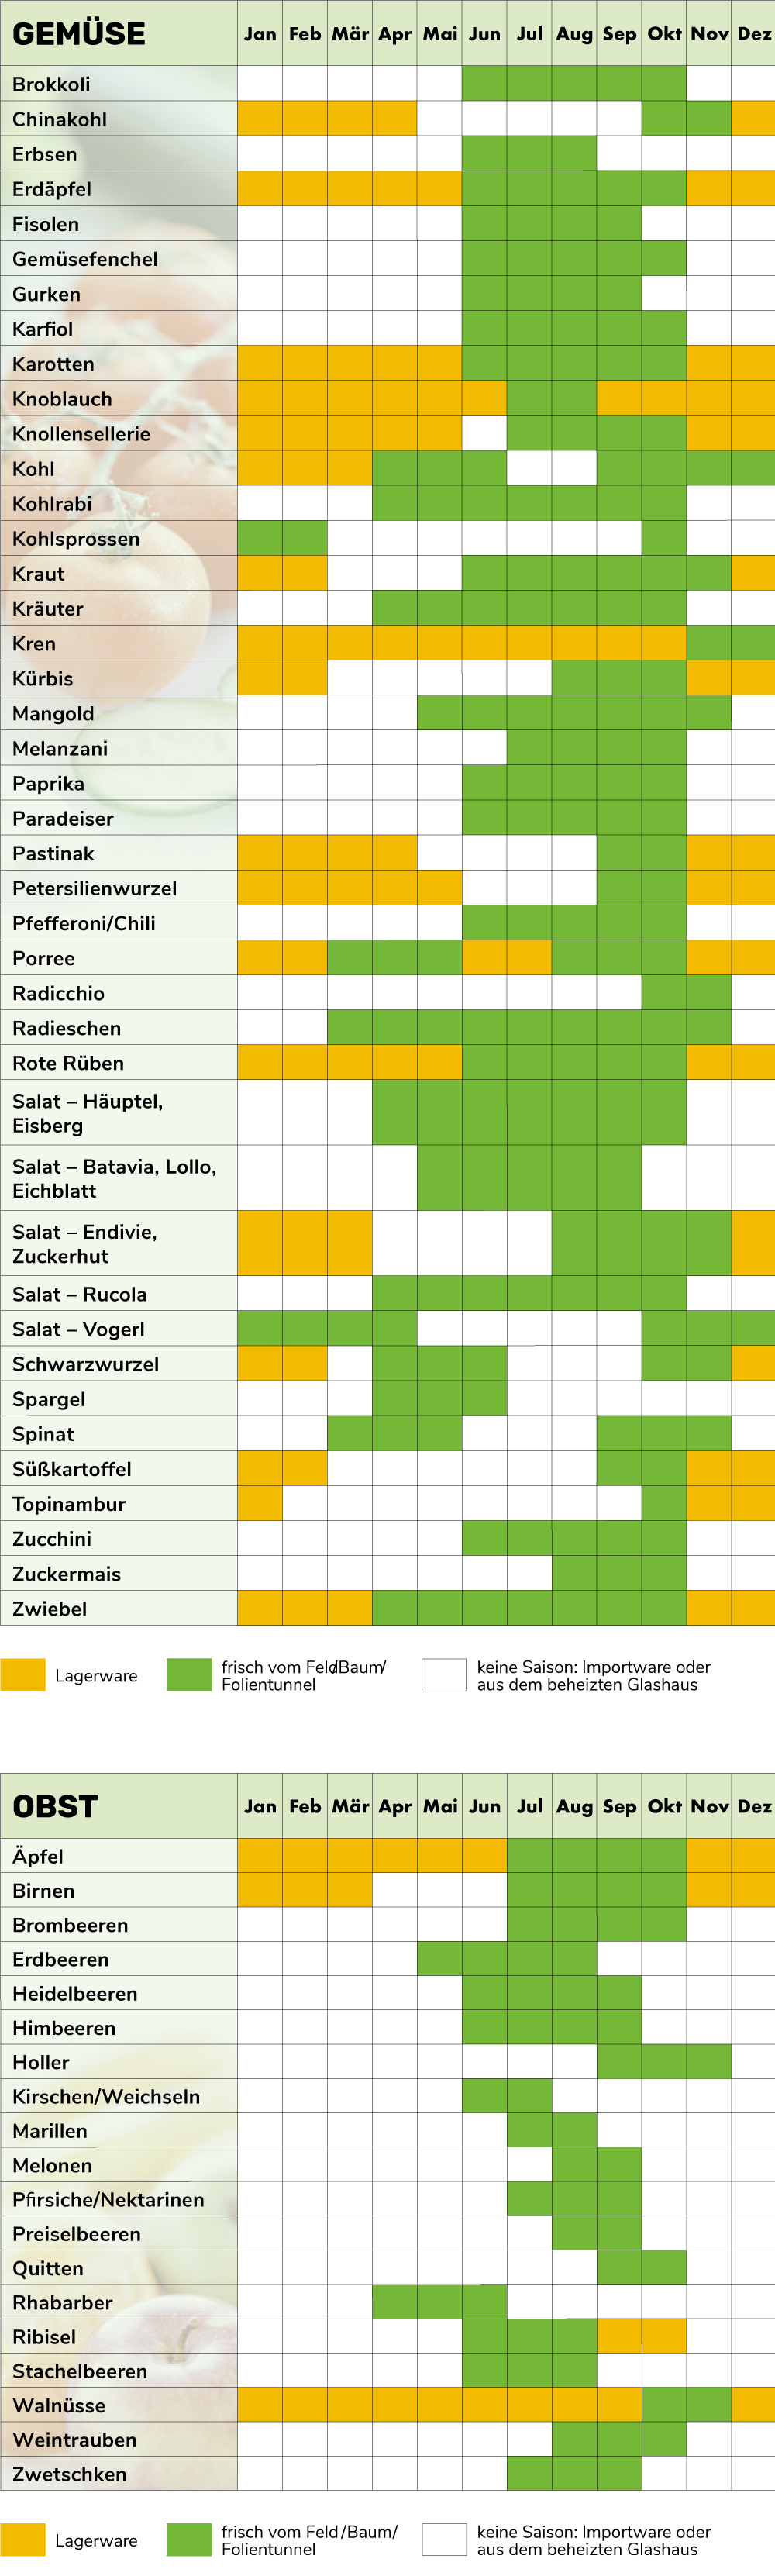 GEMÜSE Jan Feb Mär Apr Mai Jun Jul Aug Sep Okt Nov Dez
Brokkoli
Chinakohl
Erbsen
Erdäpfel
Fisolen
Gemüsefenchel
Gurken
Karfiol
Karotten
Knoblauch
Knollensellerie
Kohl
Kohlrabi
Kohlsprossen
Kraut
Kräuter
Kren
Kürbis
Mangold
Melanzani
Paprika
Paradeiser
Pastinak
Petersilienwurzel
Pfefferoni/Chili
Porree
Radicchio
Radieschen
Rote Rüben
Salat – Häuptel,
Eisberg
Salat – Batavia, Lollo,
Eichblatt
Salat – Endivie,
Zuckerhut
Salat – Rucola
Salat – Vogerl
Schwarzwurzel
Spargel
Spinat
Süßkartoffel
Topinambur
Zucchini
Zuckermais
Zwiebel
Lagerware
frisch vom Feld/Baum/
Folientunnel
keine Saison: Importware oder
aus dem beheizten Glashaus
OBST Jan Feb Mär Apr Mai Jun Jul Aug Sep Okt Nov Dez
Äpfel
Birnen
Brombeeren
Erdbeeren
Heidelbeeren
Himbeeren
Holler
Kirschen/Weichseln
Marillen
Melonen
Pfirsiche/Nektarinen
Preiselbeeren
Quitten
Rhabarber
Ribisel
Stachelbeeren
Walnüsse
Weintrauben
Zwetschken
Lagerware
frisch vom Feld/Baum/
Folientunnel
keine Saison: Importware oder
aus dem beheizten Glashaus